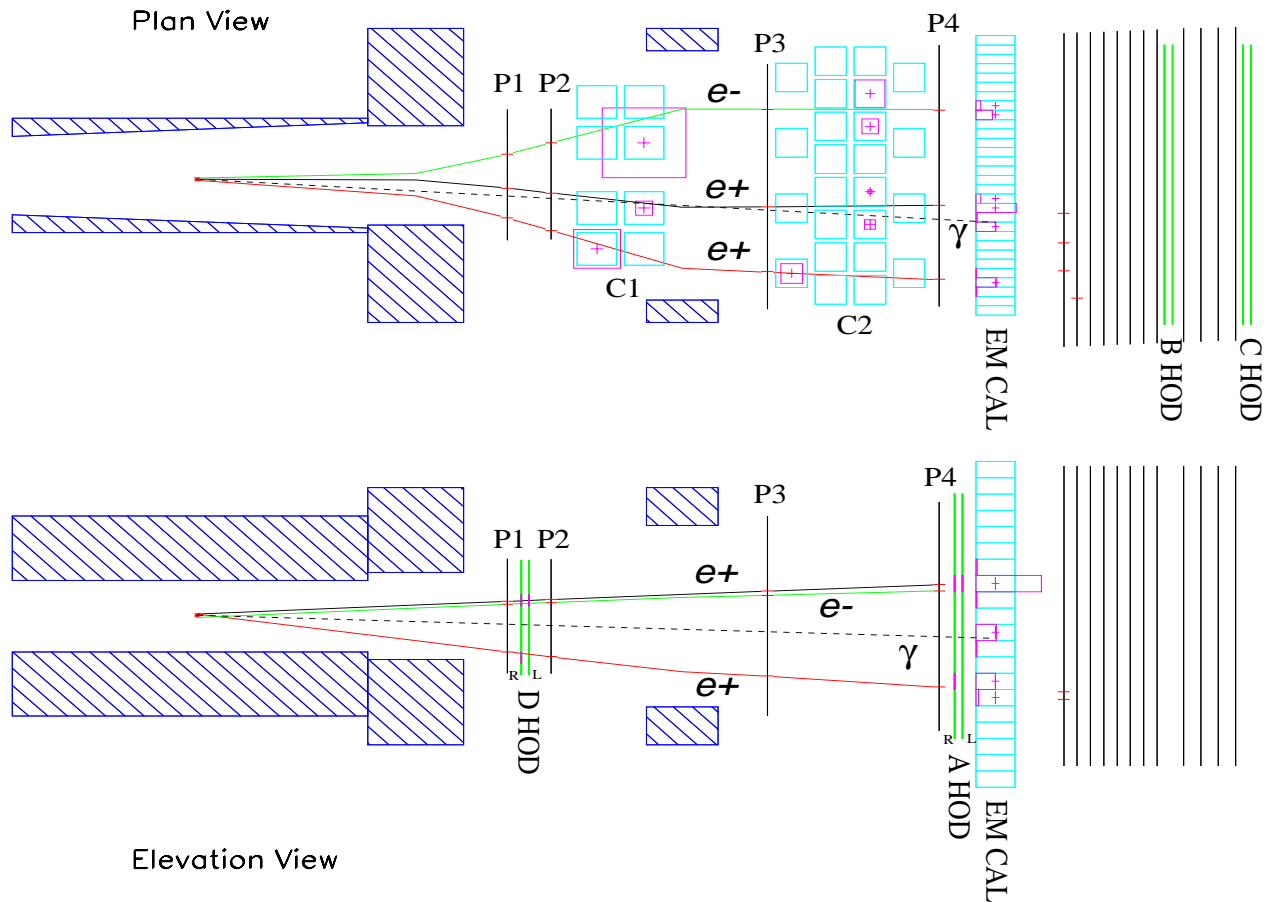 Plan View
P1
P2
P3
P4
e-
e+
e+
γ
C1
C2
EM CAL
B HOD
C HOD
P1
P2
P3
P4
e+
e-
γ
e+
R
L
D HOD
R
L
A HOD
EM CAL
Elevation View